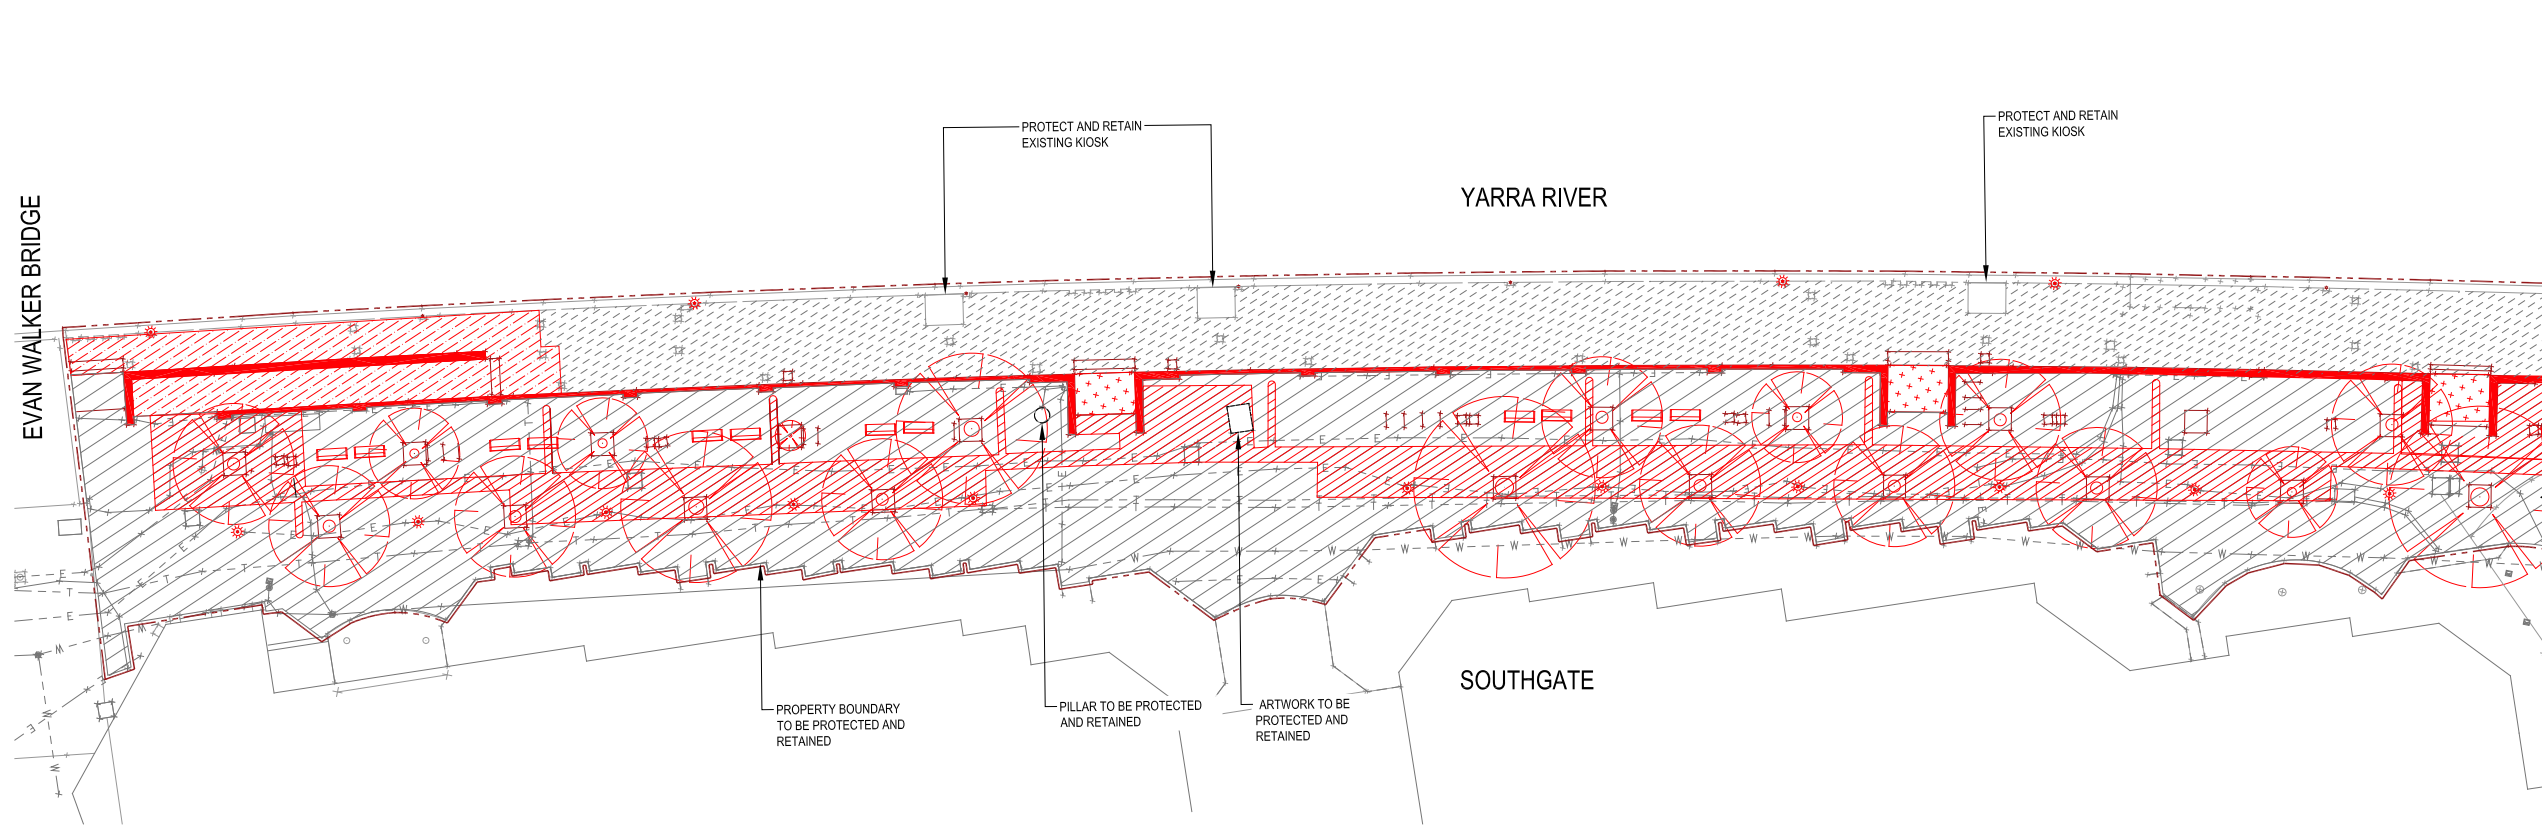 PROTECT AND RETAIN
EXISTING KIOSK
PROTECT AND RETAIN
EXISTING KIOSK
YARRA RIVER
EVAN WALKER BRIDGE
SOUTHGATE
PROPERTY BOUNDARY
TO BE PROTECTED AND
RETAINED
PILLAR TO BE PROTECTED
AND RETAINED
ARTWORK TO BE
PROTECTED AND
RETAINED